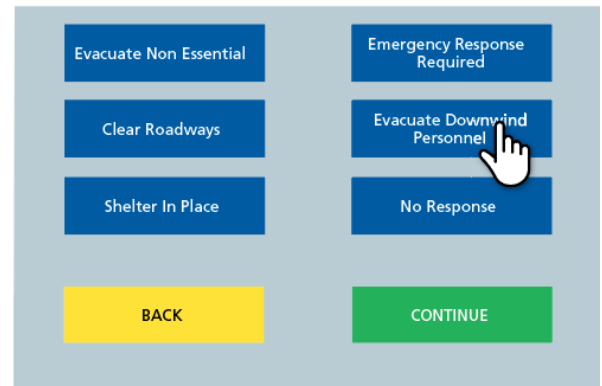 Evacuate Non Essential
Emergency Response
Required
Clear Roadways
Evacuate Downwind
Personnel
Shelter In Place
No Response
BACK
CONTINUE